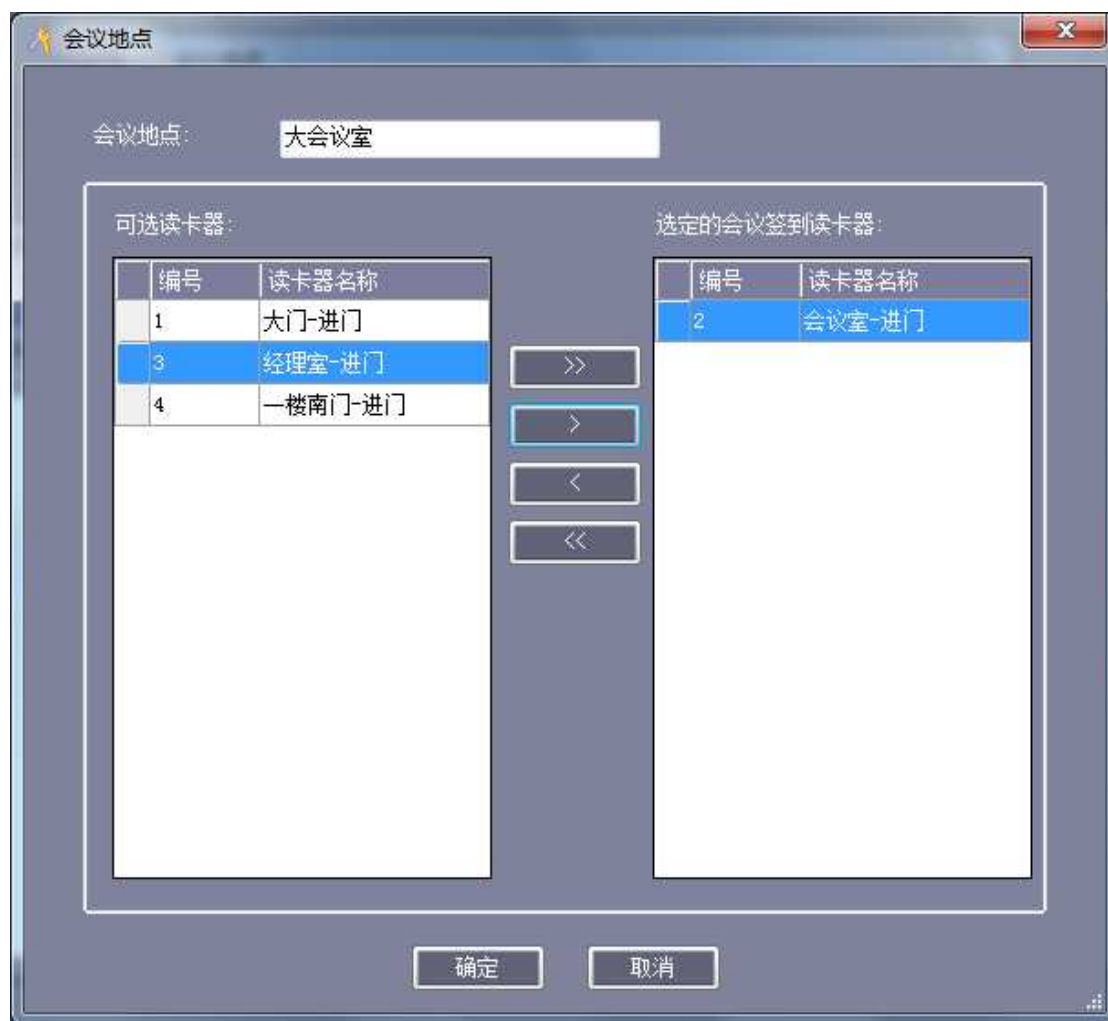 会议地点
会议地点: 大会议室
可选读卡器: 选定的会议签到读卡器:
编号 读卡器名称 编号 读卡器名称
1 大门-进门 2 会议室-进门
3 经理室-进门
4 一楼南门-进门
>>
>
<
<<
确定 取消